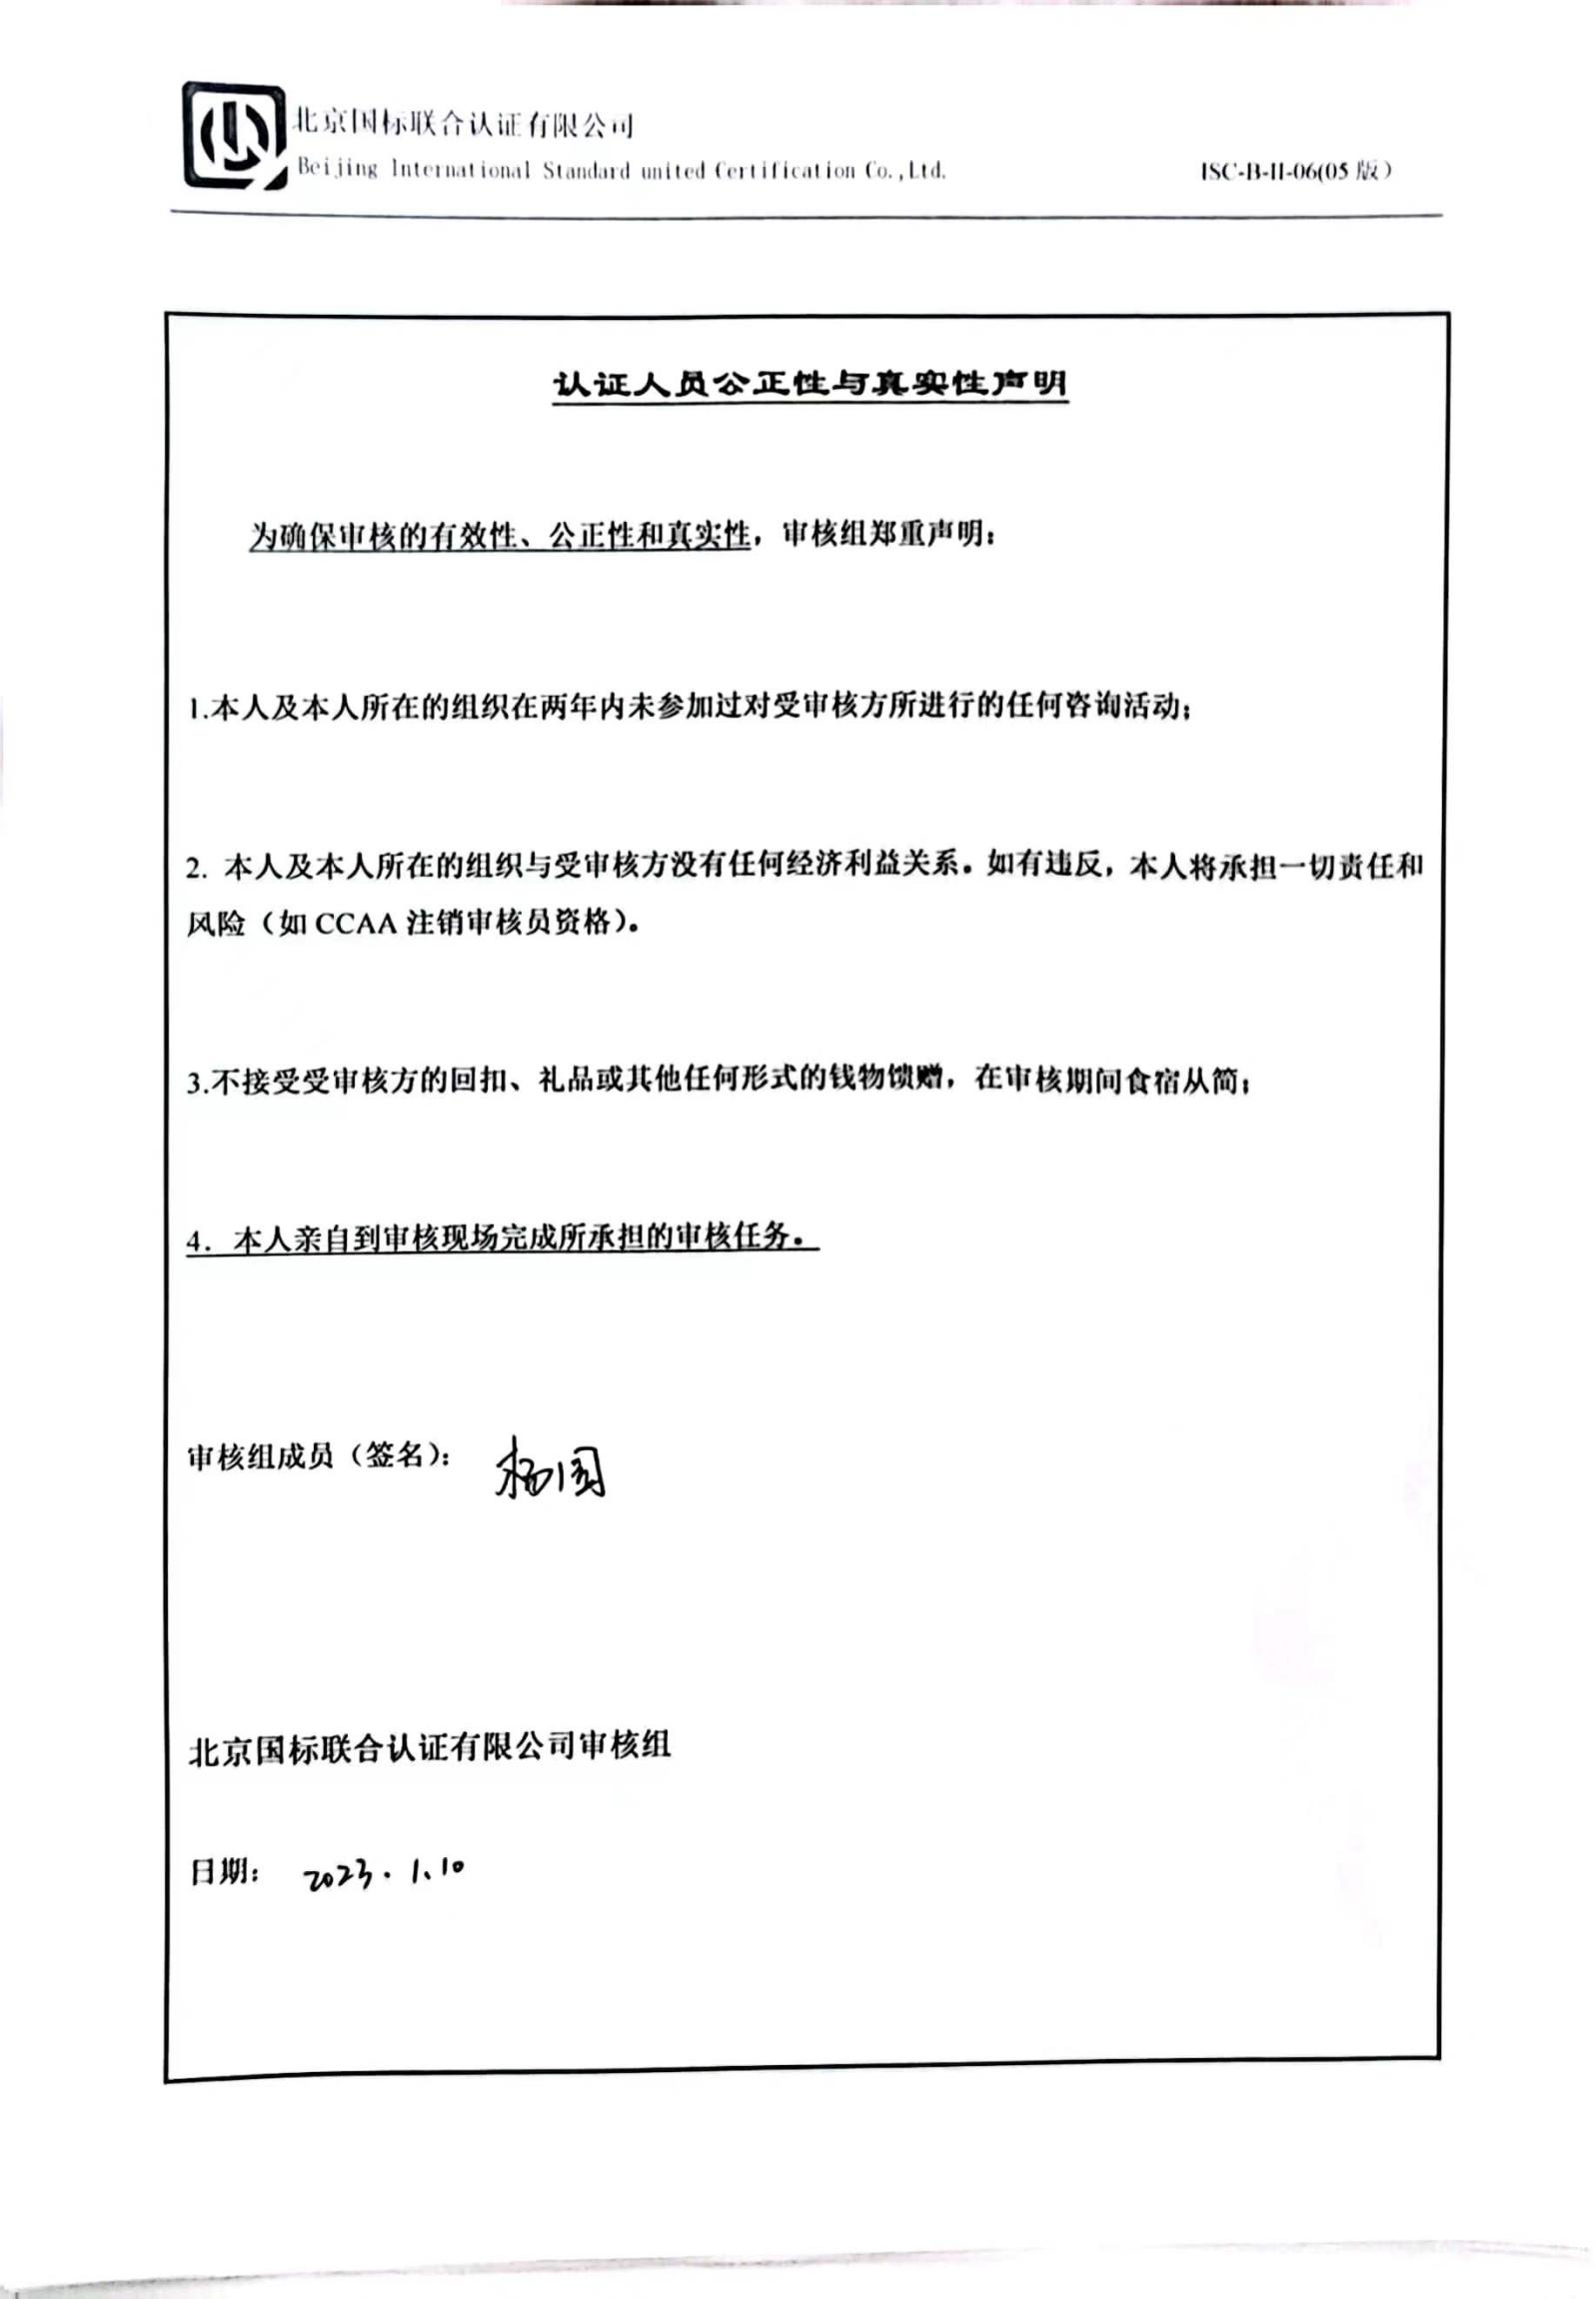 北京国标联合认证有限公司
Beijing International Standard united Certification Co.,Ltd.
ISC-B-II-06(05 版)
认证人员公正性与真实性声明
为确保审核的有效性、公正性和真实性，审核组郑重声明：
1.本人及本人所在的组织在两年内未参加过对受审核方所进行的任何咨询活动；
2. 本人及本人所在的组织与受审核方没有任何经济利益关系。如有违反，本人将承担一切责任和
风险（如 CCAA 注销审核员资格）。
3.不接受受审核方的回扣、礼品或其他任何形式的钱物馈赠，在审核期间食宿从简；
4．本人亲自到审核现场完成所承担的审核任务。
审核组成员（签名）： 杨
北京国标联合认证有限公司审核组
日期： 2023.1.10